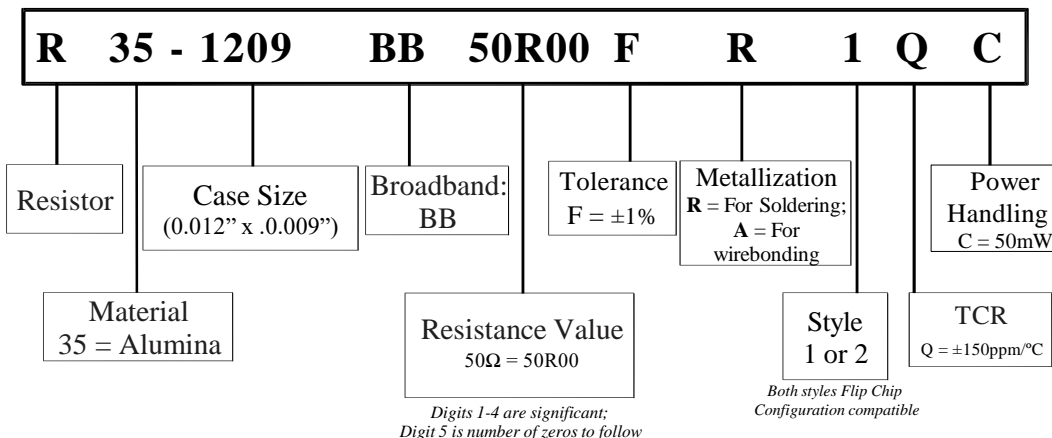 R 35 - 1209 BB 50R00 F R 1 Q C
Resistor
Case Size
(0.012” x .0.009”)
Broadband:
BB
Tolerance
F = ±1%
Metallization
R = For Soldering;
A = For
wirebonding
Power
Handling
C = 50mW
Material
35 = Alumina
Resistance Value
50Ω = 50R00
Style
1 or 2
TCR
Q = ±150ppm/ºC
Digits 1-4 are significant;
Digit 5 is number of zeros to follow
Both styles Flip Chip
Configuration compatible